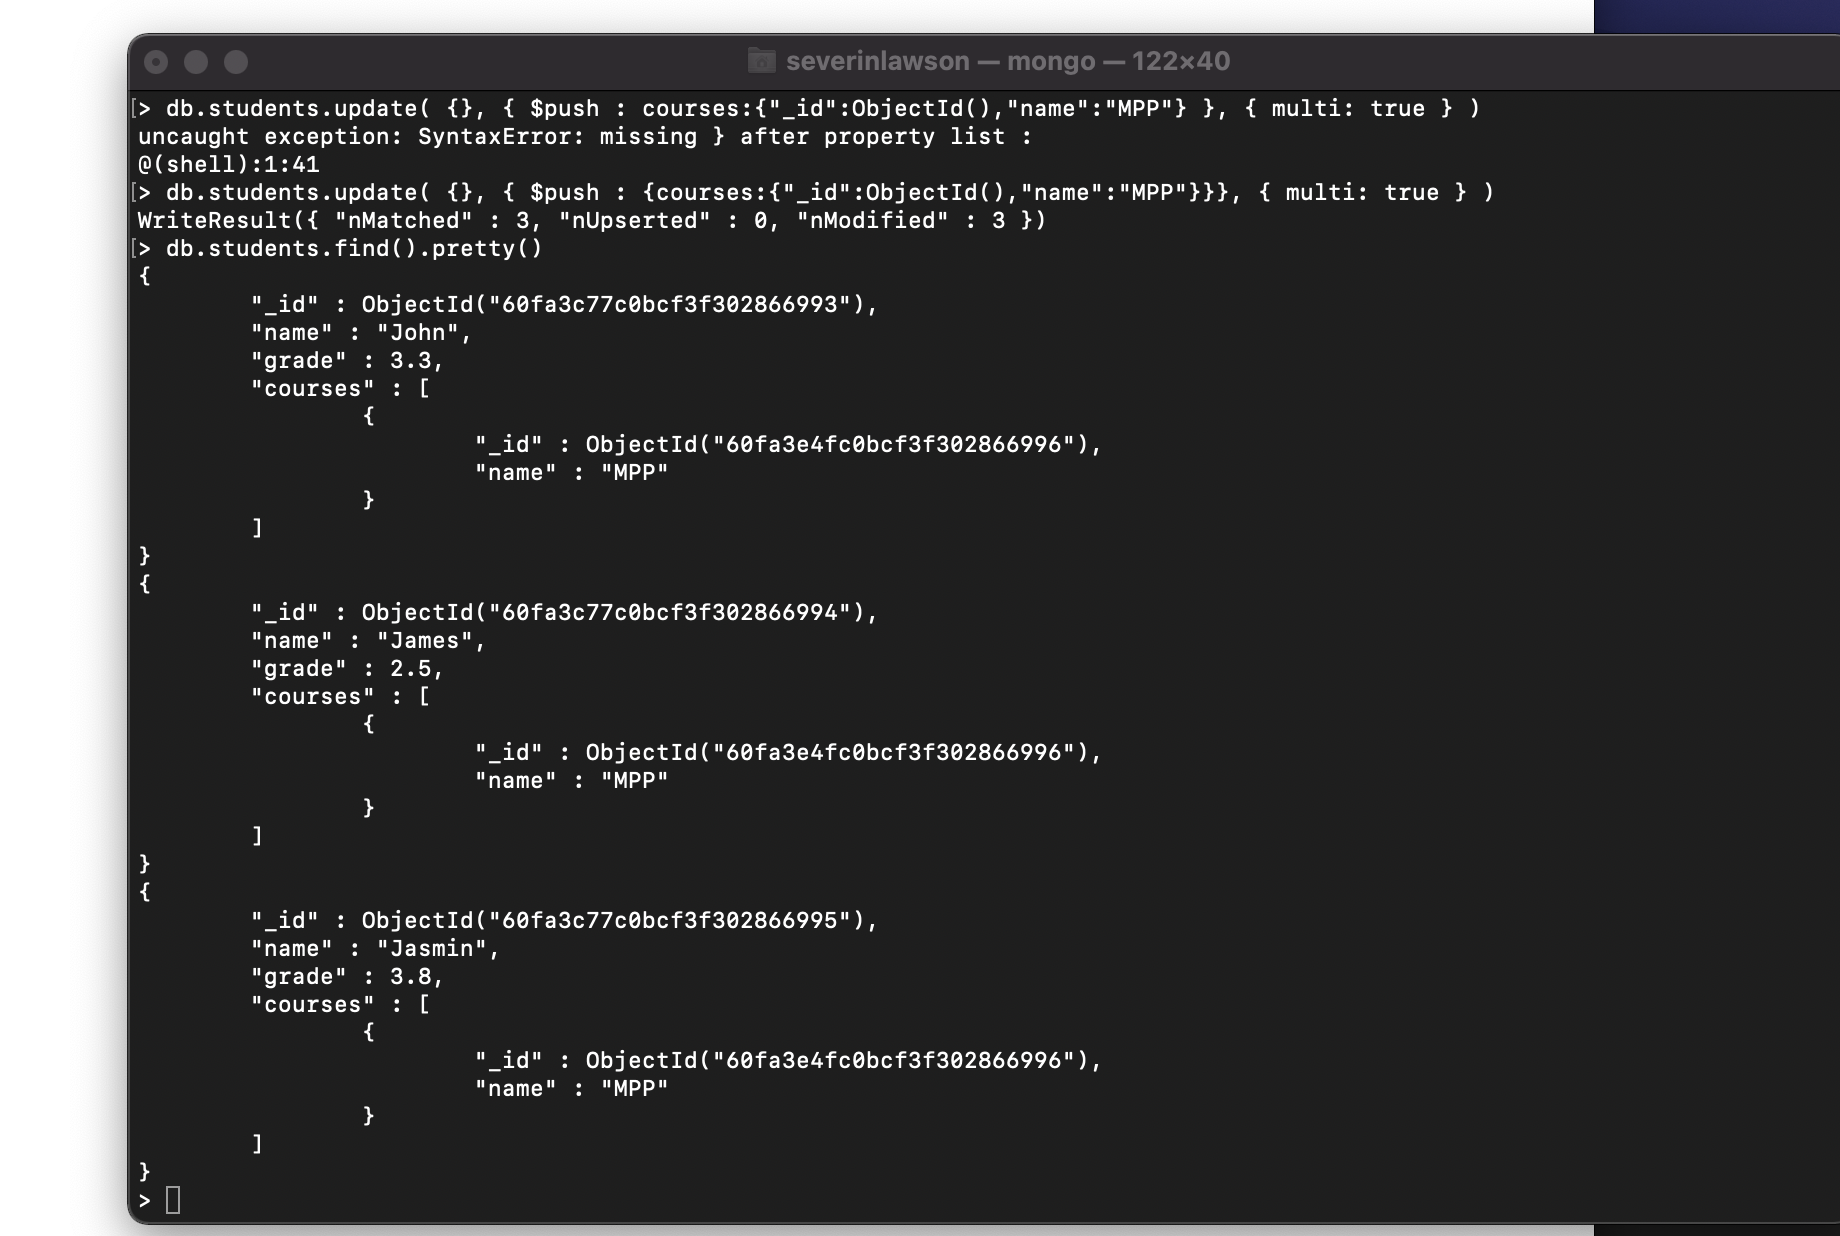 severinlawson — mongo — 122×40
[> db.students.update( {}, { $push : courses:{"_id":ObjectId(),"name":"MPP"} }, { multi: true } )
uncaught exception: SyntaxError: missing } after property list :
@(shell):1:41
[> db.students.update( {}, { $push : {courses:{"_id":ObjectId(),"name":"MPP"}}}, { multi: true } )
WriteResult({ "nMatched" : 3, "nUpserted" : 0, "nModified" : 3 })
[> db.students.find().pretty()
{
"_id" : ObjectId("60fa3c77c0bcf3f302866993"),
"name" : "John",
"grade" : 3.3,
"courses" : [
{
"_id" : ObjectId("60fa3e4fc0bcf3f302866996"),
"name" : "MPP"
}
]
}
{
"_id" : ObjectId("60fa3c77c0bcf3f302866994"),
"name" : "James",
"grade" : 2.5,
"courses" : [
{
"_id" : ObjectId("60fa3e4fc0bcf3f302866996"),
"name" : "MPP"
}
]
}
{
"_id" : ObjectId("60fa3c77c0bcf3f302866995"),
"name" : "Jasmin",
"grade" : 3.8,
"courses" : [
{
"_id" : ObjectId("60fa3e4fc0bcf3f302866996"),
"name" : "MPP"
}
]
}
>